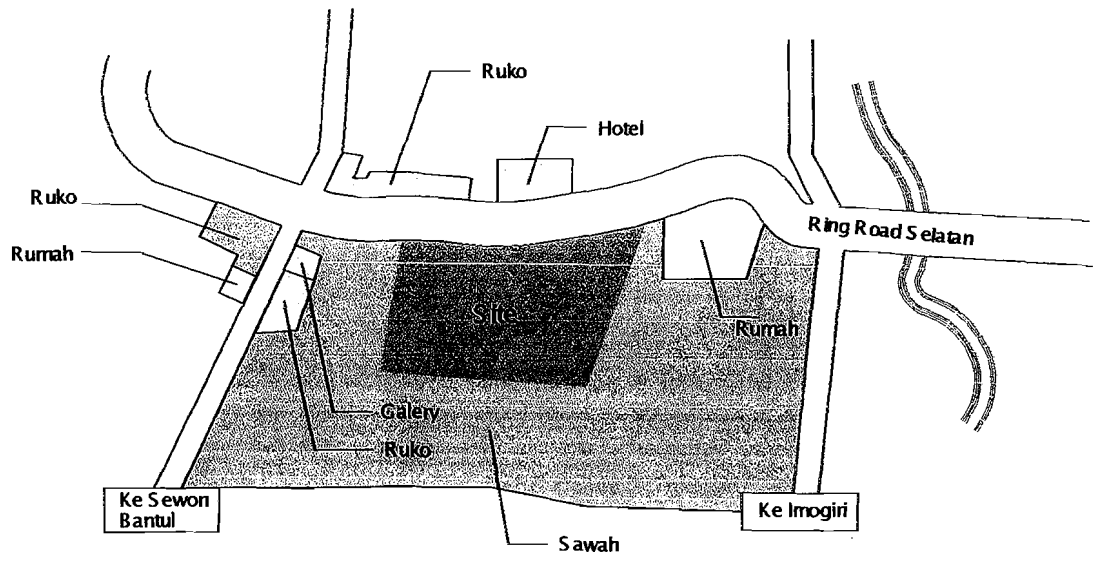 Ruko
Hotel
Ruko
Rumah
Ring Road Selatan
Site
Rumah
Galery
Ruko
Ke Sewon
Bantul
Ke Imogiri
Sawah